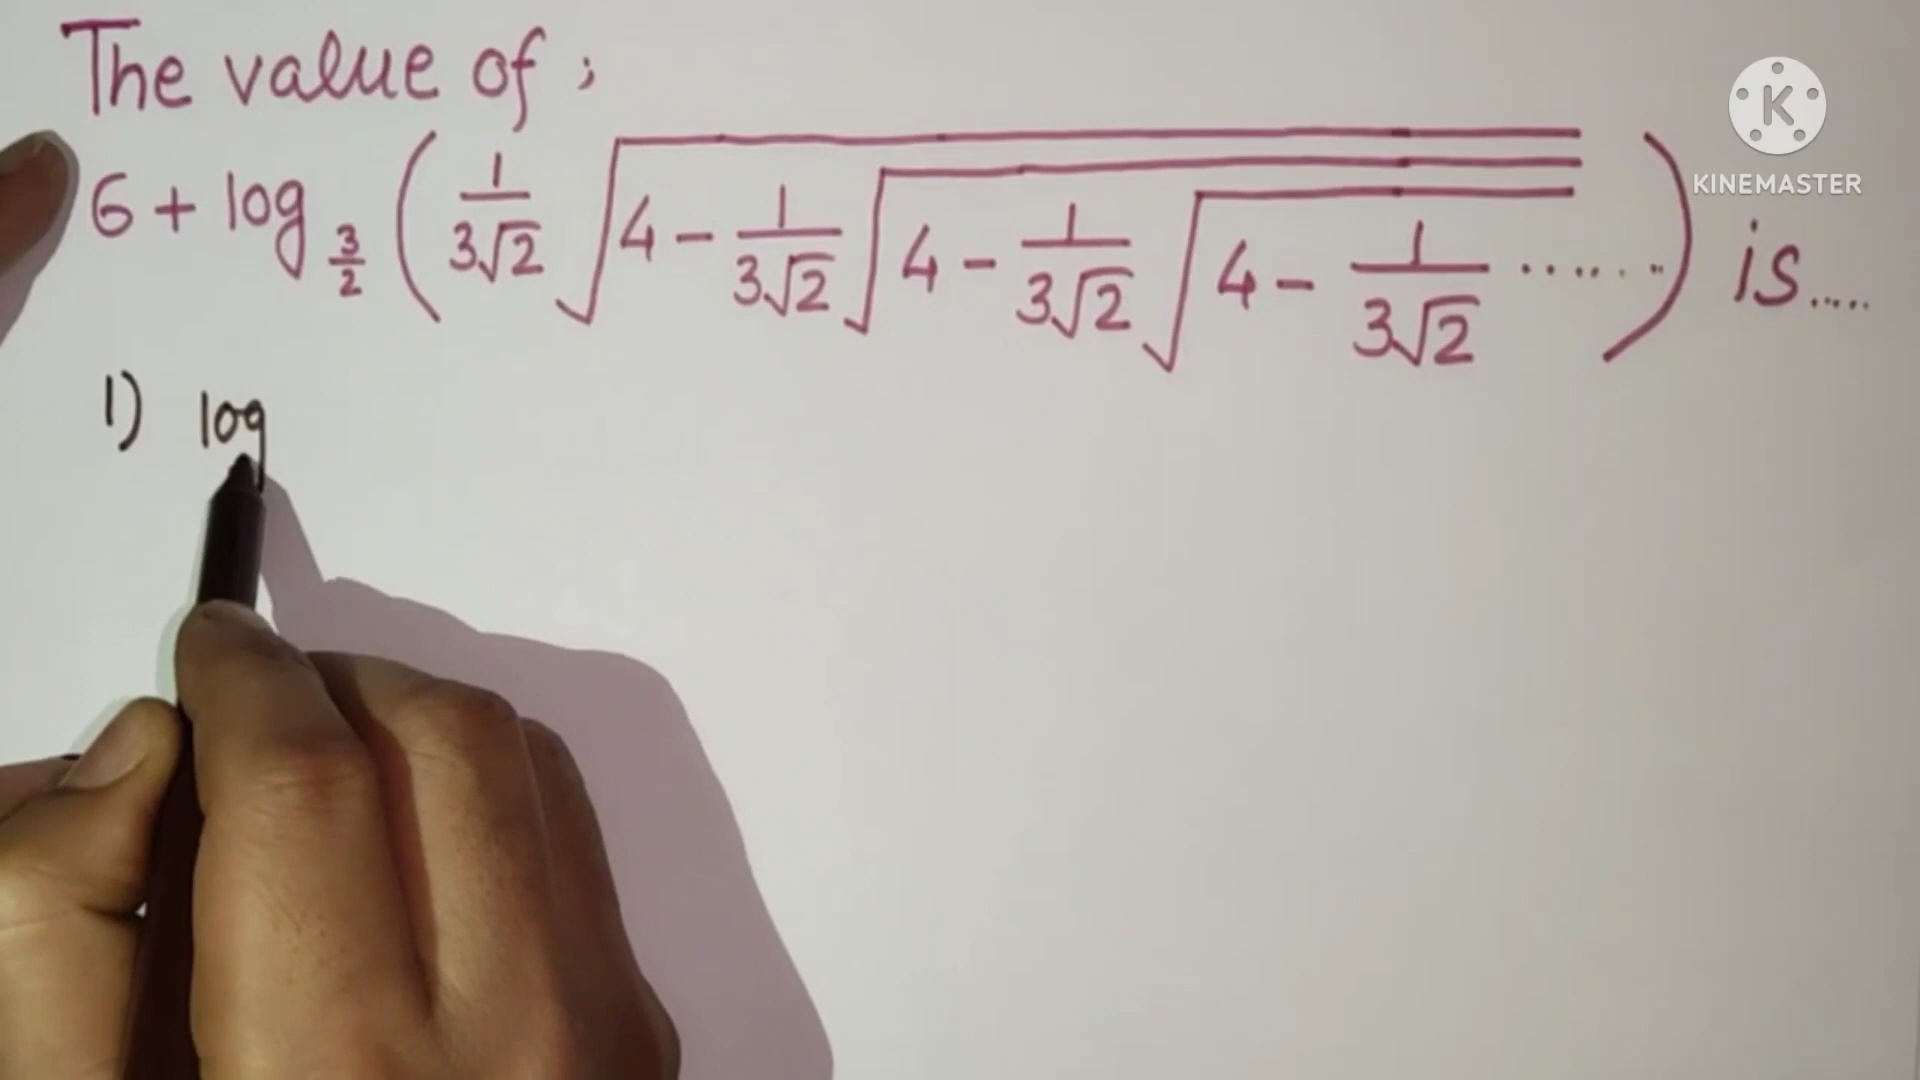 The value of ;
6 + log_{3/2} ( 1/(3√2) √(4 - 1/(3√2) √(4 - 1/(3√2) √(4 - 1/(3√2) ......))) ) is.....
1) log
KINEMASTER